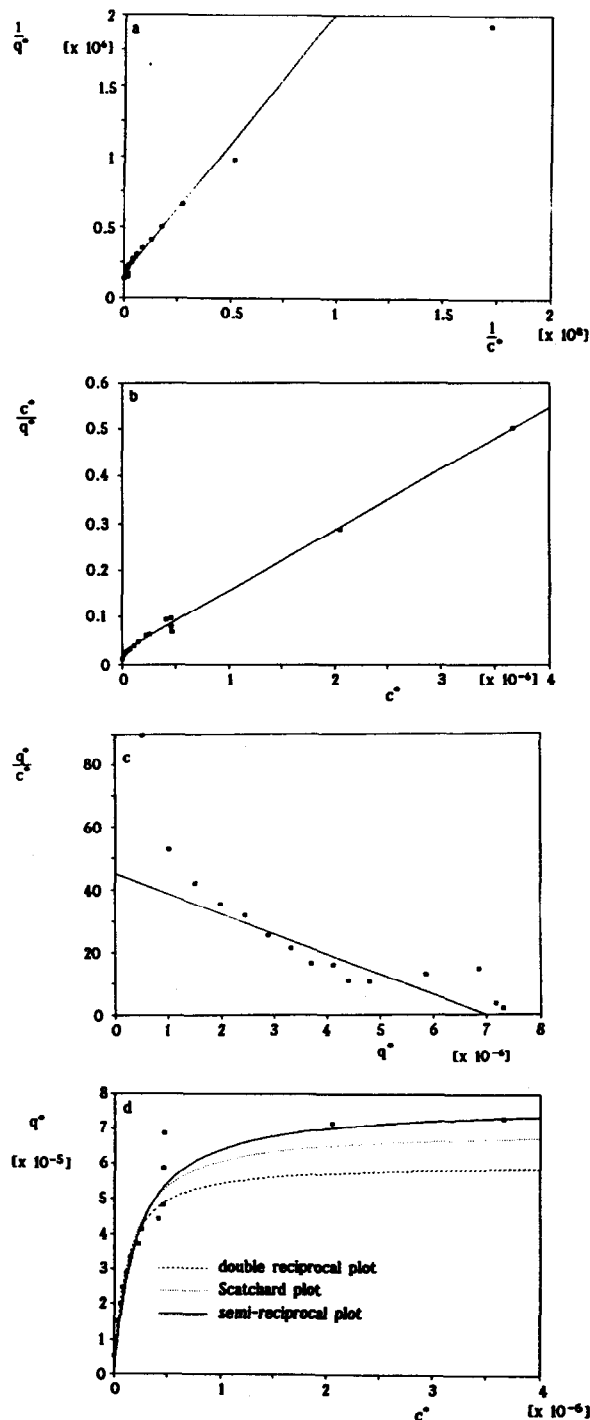 a
1/q* [x 10⁶]
2
1.5
1
0.5
0
0 0.5 1 1.5 2
1/c* [x 10⁸]
b
c*/q*
0.6
0.5
0.4
0.3
0.2
0.1
0
0 1 2 3 4
c* [x 10⁻⁶]
c
q*/c*
80
60
40
20
0
0 1 2 3 4 5 6 7 8
q* [x 10⁻⁶]
d
q*
[x 10⁻⁵]
8
7
6
5
4
3
2
1
0
double reciprocal plot
Scatchard plot
semi-reciprocal plot
0 1 2 3 4
c* [x 10⁻⁶]